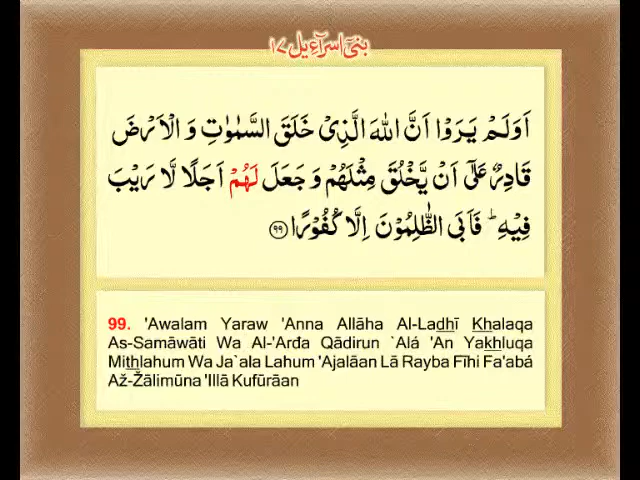 بنیۤ اسرآءیل ۱۷
اَوَلَمْ يَرَوْا اَنَّ اللّٰهَ الَّذِيْ خَلَقَ السَّمٰوٰتِ وَ الْاَرْضَ
قَادِرٌ عَلٰٓى اَنْ يَّخْلُقَ مِثْلَهُمْ وَ جَعَلَ لَهُمْ اَجَلًا لَّا رَيْبَ
فِيْهِ ؕ فَاَبَى الظّٰلِمُوْنَ اِلَّا كُفُوْرًا ۹۹
99. 'Awalam Yaraw 'Anna Allāha Al-Ladhī Khalaqa
As-Samāwāti Wa Al-'Arđa Qādirun `Alá 'An Yakhluqa
Mithlahum Wa Ja`ala Lahum 'Ajalāan Lā Rayba Fīhi Fa'abá
Až-Žālimūna 'Illā Kufūrāan